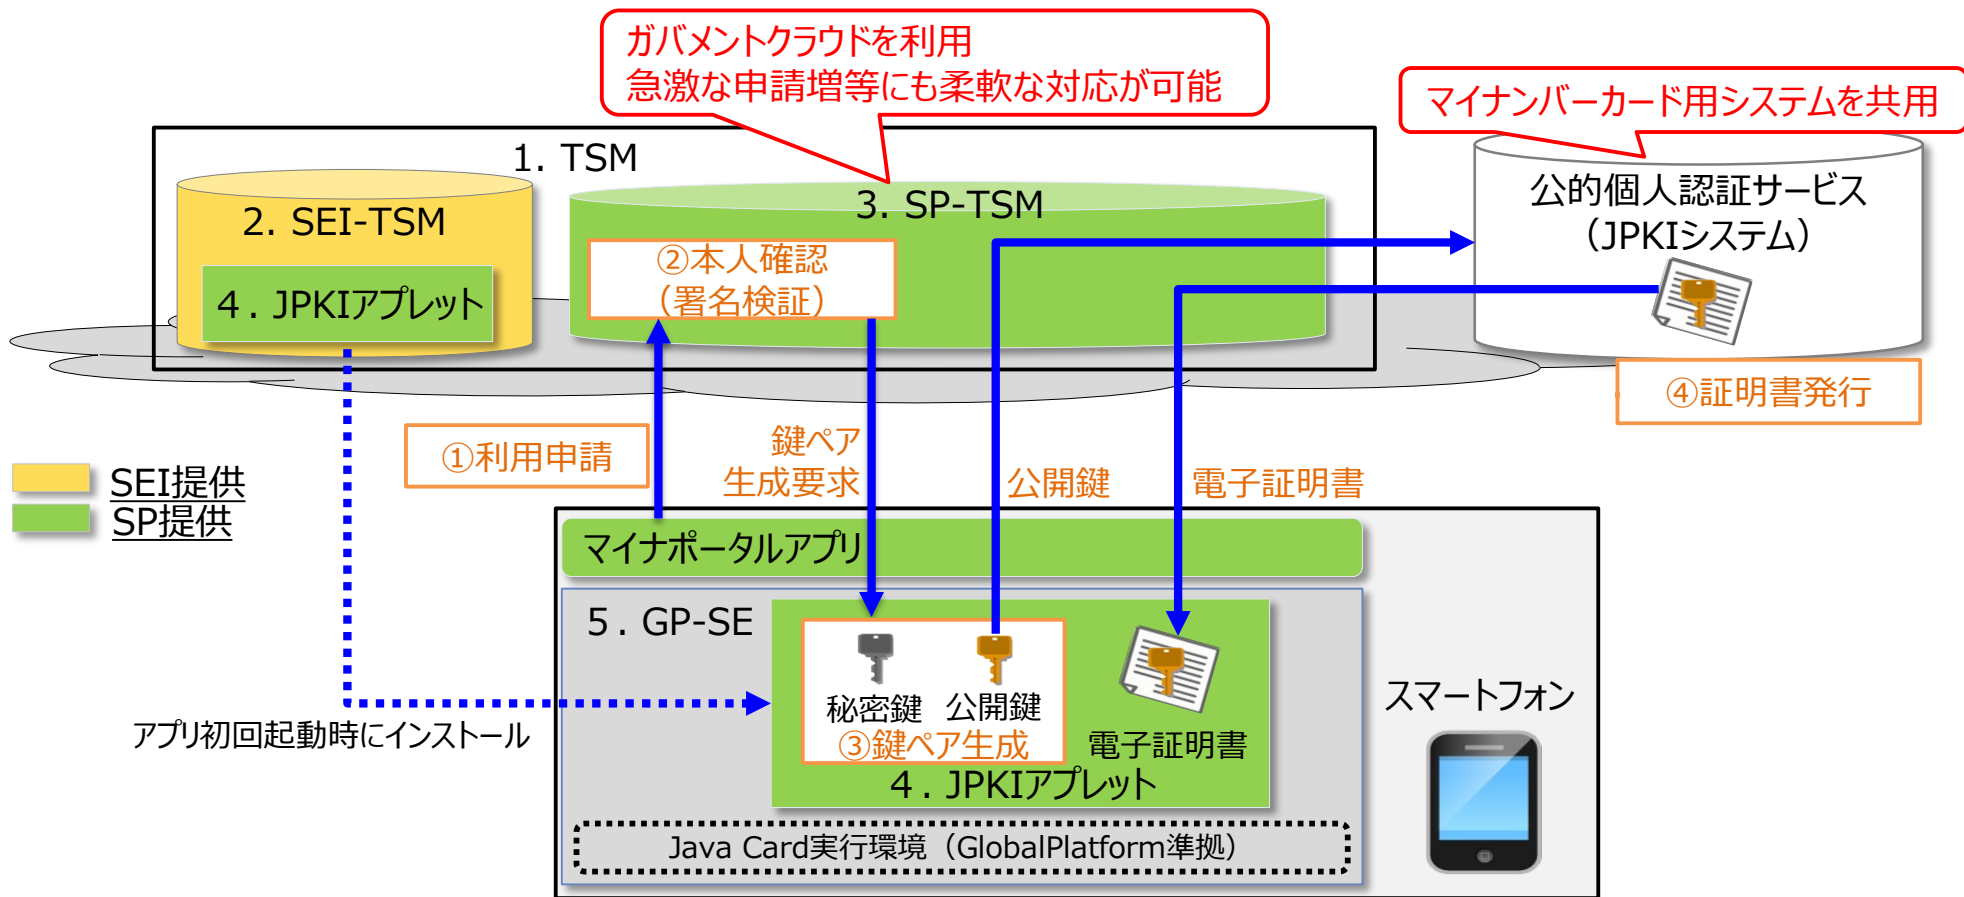 ガバメントクラウドを利用
急激な申請増等にも柔軟な対応が可能
マイナンバーカード用システムを共用
1. TSM
2. SEI-TSM
4. JPKIアプレット
3. SP-TSM
②本人確認
(署名検証)
公的個人認証サービス
(JPKIシステム)
④証明書発行
①利用申請
鍵ペア
生成要求
公開鍵
電子証明書
SEI提供
SP提供
マイナポータルアプリ
5. GP-SE
秘密鍵
公開鍵
③鍵ペア生成
電子証明書
4. JPKIアプレット
アプリ初回起動時にインストール
スマートフォン
Java Card実行環境(GlobalPlatform準拠)